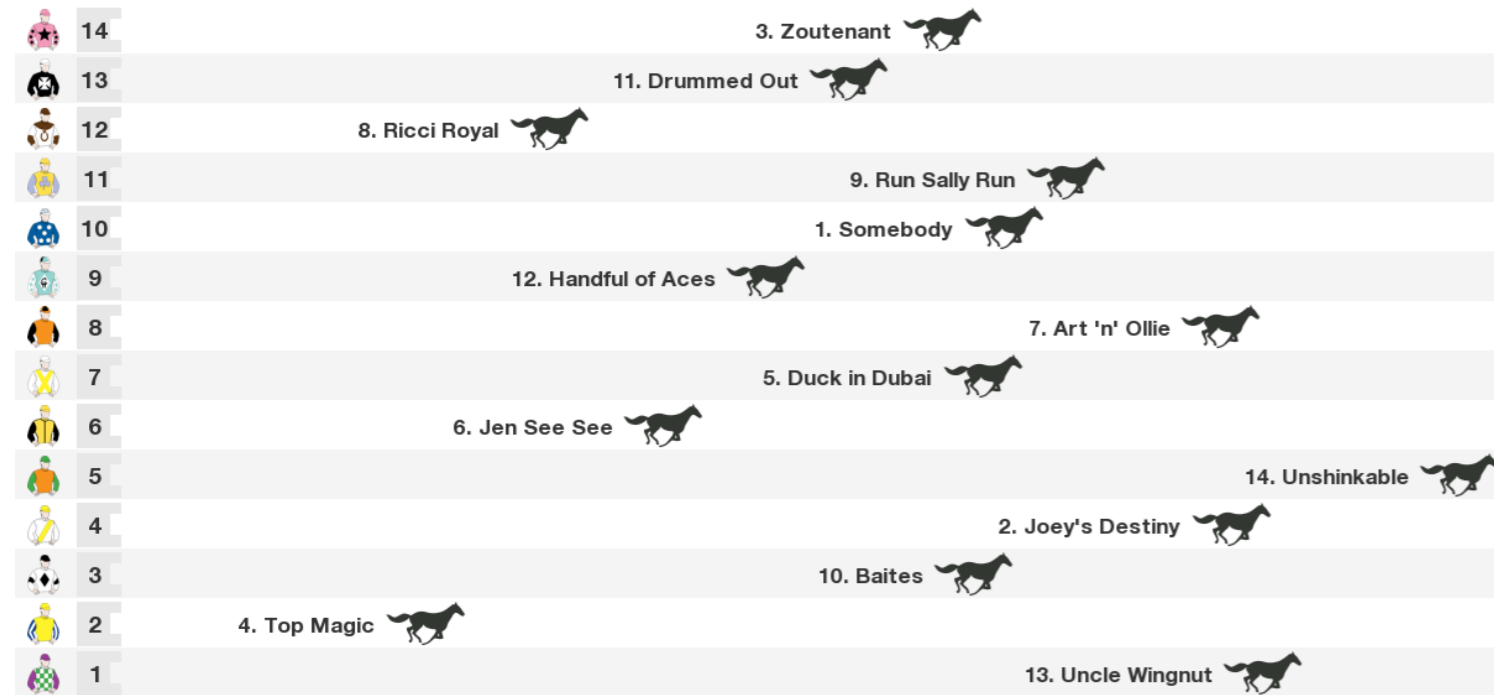 14 3. Zoutenant
13 11. Drummed Out
12 8. Ricci Royal
11 9. Run Sally Run
10 1. Somebody
9 12. Handful of Aces
8 7. Art 'n' Ollie
7 5. Duck in Dubai
6 6. Jen See See
5 14. Unshinkable
4 2. Joey's Destiny
3 10. Baites
2 4. Top Magic
1 13. Uncle Wingnut